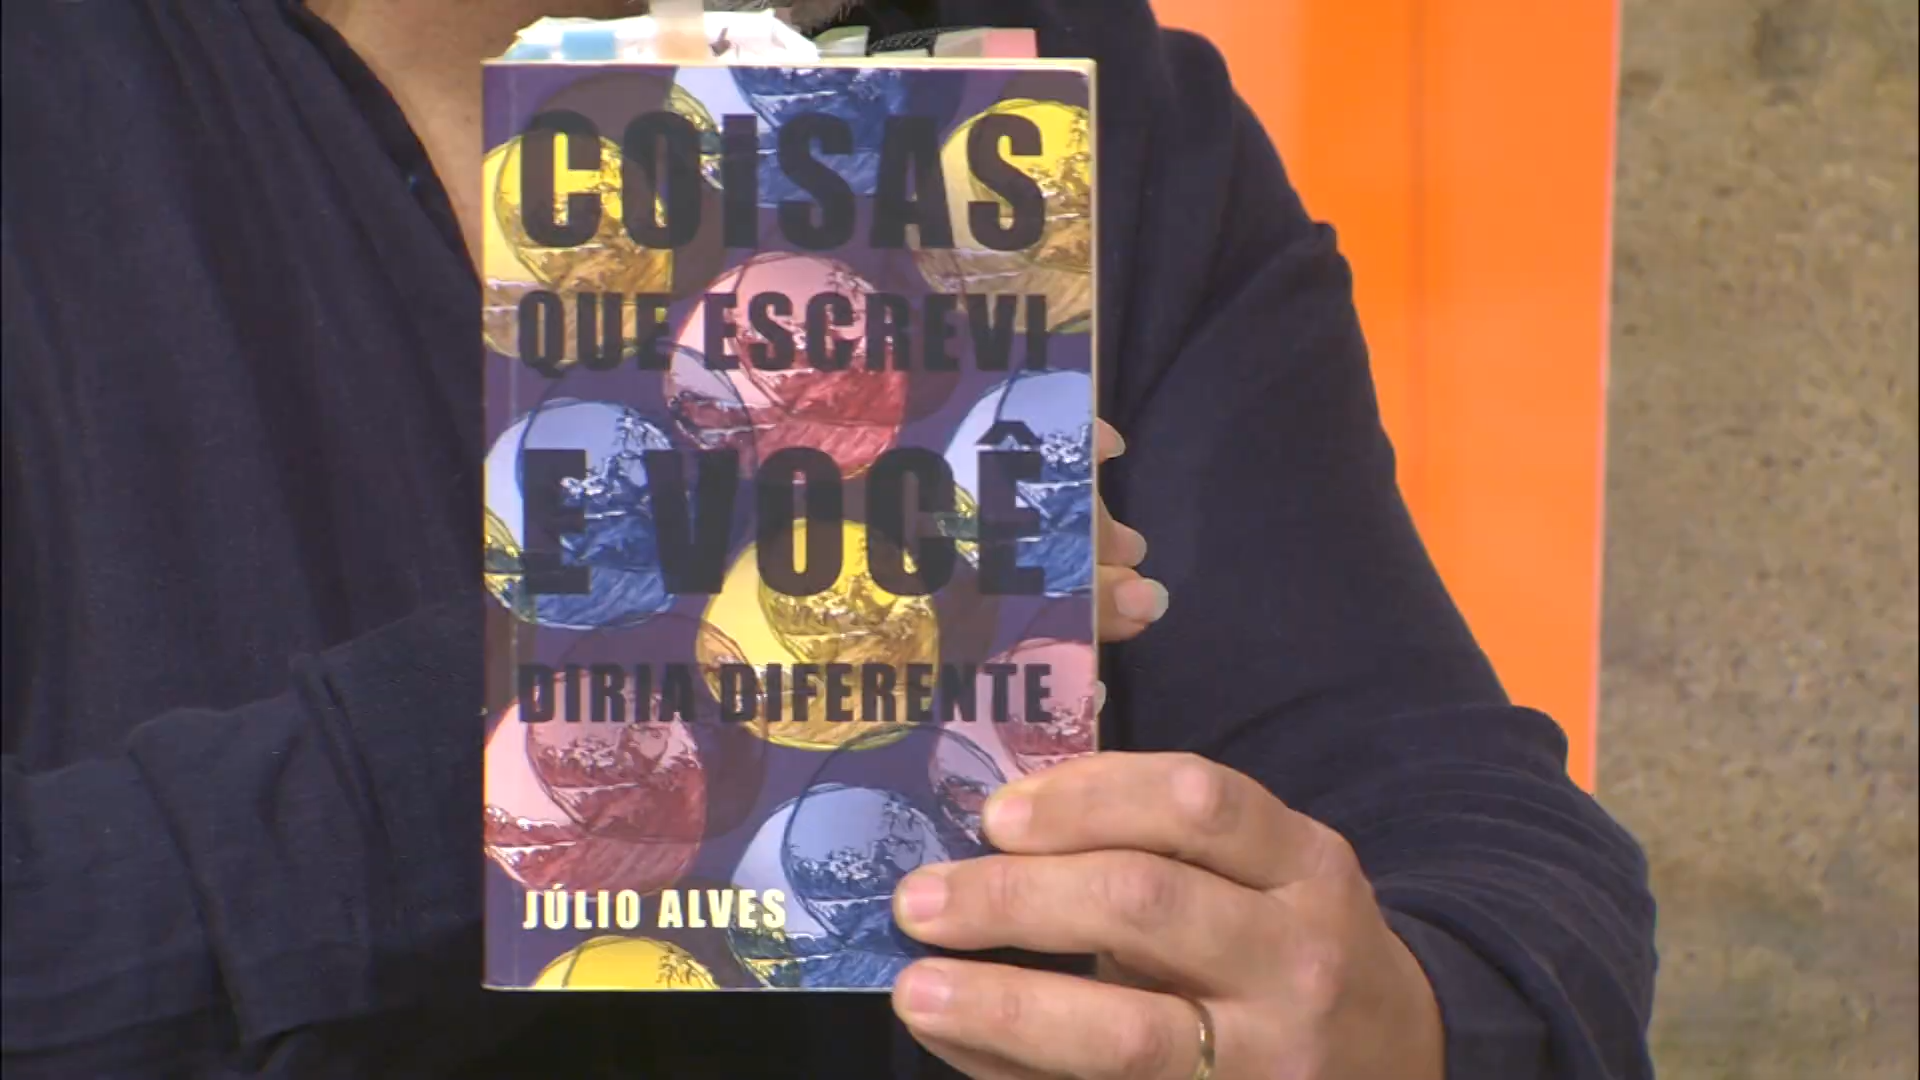 COISAS
QUE ESCREVI
E VOCÊ
DIRIA DIFERENTE
JÚLIO ALVES